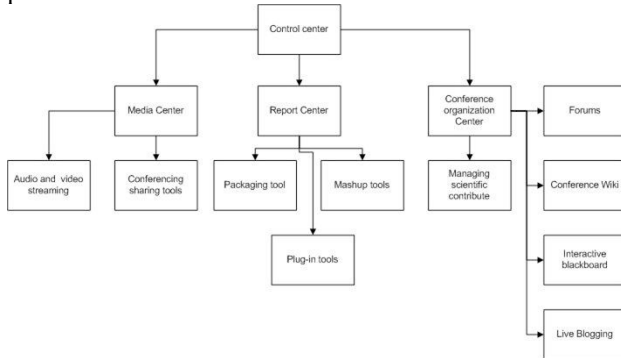 Control center
Media Center
Report Center
Conference
organization
Center
Forums
Audio and video
streaming
Conferencing
sharing tools
Packaging tool
Mashup tools
Managing
scientific
contribute
Conference Wiki
Plug-in tools
Interactive
blackboard
Live Blogging